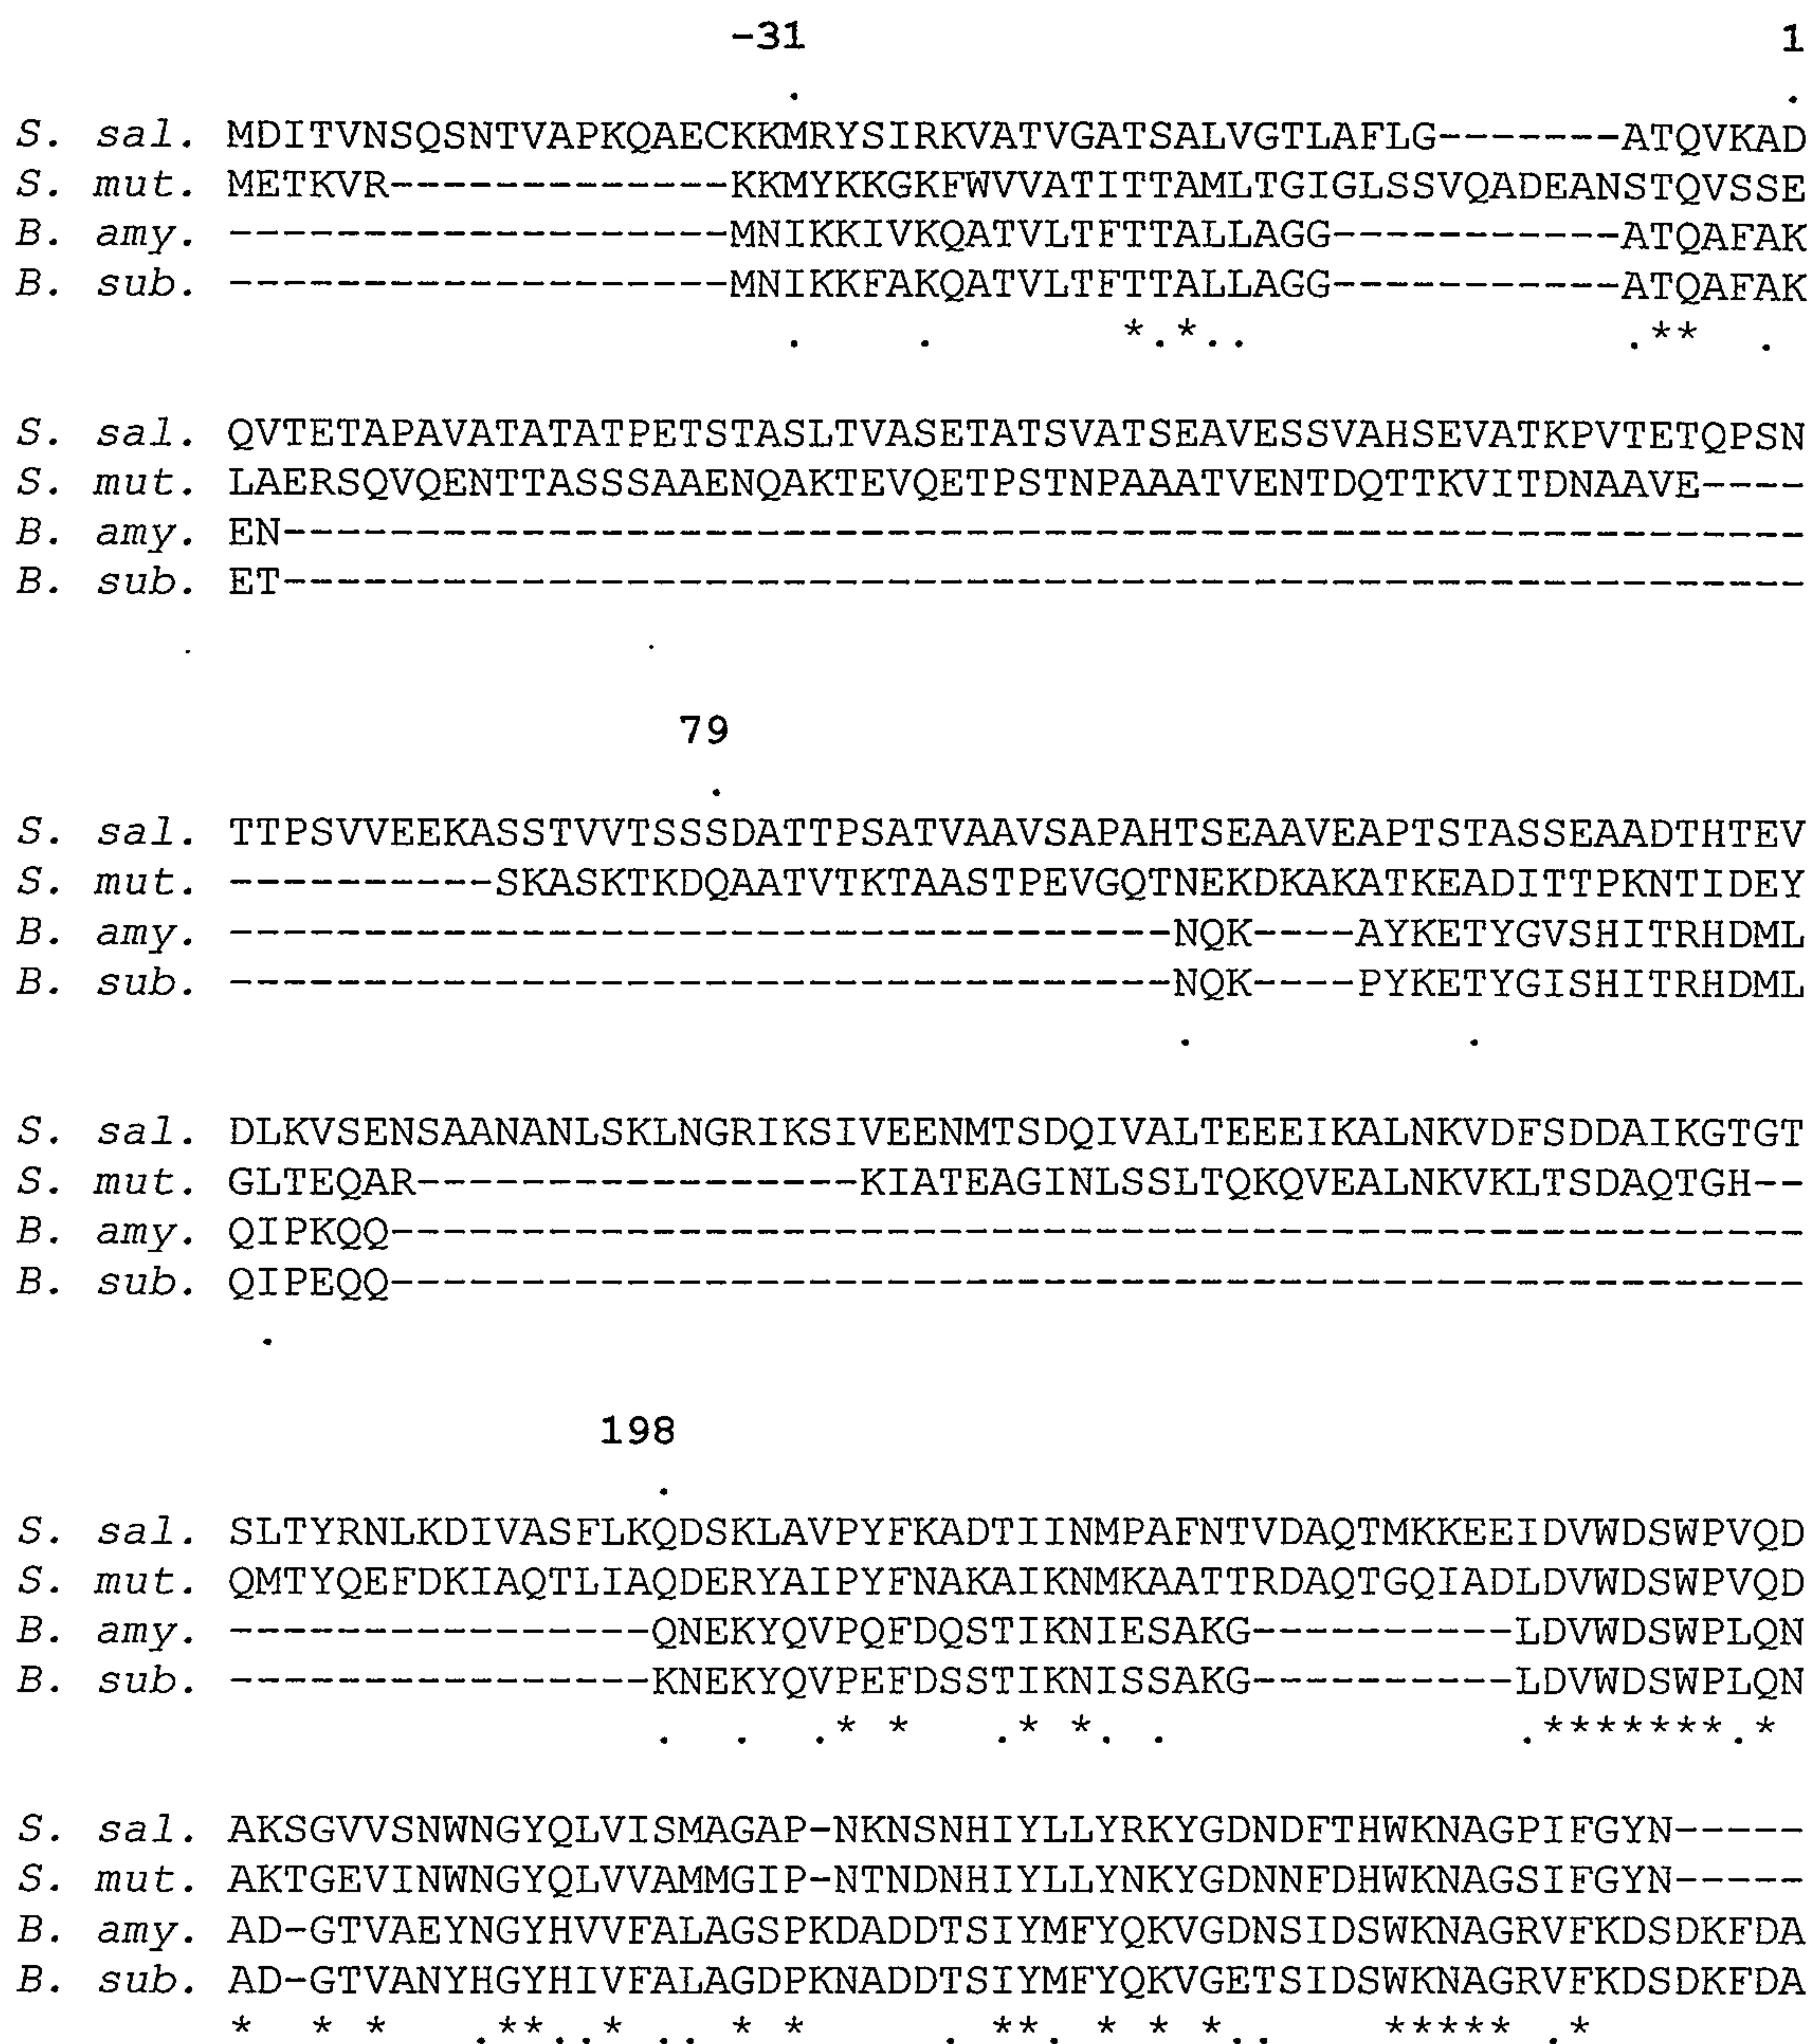 -31 1
. .
S. sal. MDITVNSQSNTVAPKQAECKKMRYSIRKVATVGATSALVGTLAFLG-------ATQVKAD
S. mut. METKVR-------------KKMYKKGKFWVVATITTAMLTGIGLSSVQADEANSTQVSSE
B. amy. -------------------MNIKKIVKQATVLTFTTALLAGG-----------ATQAFAK
B. sub. -------------------MNIKKFAKQATVLTFTTALLAGG-----------ATQAFAK
. . *.*.. .** .
S. sal. QVTETAPAVATATATPETSTASLTVASETATSVATSEAVESSVAHSEVATKPVTETQPSN
S. mut. LAERSQVQENTTASSSAAENQAKTEVQETPSTNPAAATVENTDQTTKVITDNAAVE----
B. amy. EN----------------------------------------------------------
B. sub. ET----------------------------------------------------------
. .
79
.
S. sal. TTPSVVEEKASSTVVTSSSDATTPSATVAAVSAPAHTSEAAVEAPTSTASSEAADTHTEV
S. mut. ----------SKASKTKDQAATVTKTAASTPEVGQTNEKDKAKATKEADITTPKNTIDEY
B. amy. ------------------------------------NQK----AYKETYGVSHITRHDML
B. sub. ------------------------------------NQK----PYKETYGISHITRHDML
. .
S. sal. DLKVSENSAANANLSKLNGRIKSIVEENMTSDQIVALTEEEIKALNKVDFSDDAIKGTGT
S. mut. GLTEQAR-----------------KIATEAGINLSSLTQKQVEALNKVKLTSDAQTGH--
B. amy. QIPKQQ------------------------------------------------------
B. sub. QIPEQQ------------------------------------------------------
.
198
.
S. sal. SLTYRNLKDIVASFLKQDSKLAVPYFKADTIINMPAFNTVDAQTMKKEEIDVWDSWPVQD
S. mut. QMTYQEFDKIAQTLIAQDERYAIPYFNAKAIKNMKAATTRDAQTGQIADLDVWDSWPVQD
B. amy. ----------------QNEKYQVPQFDQSTIKNIESAKG----------LDVWDSWPLQN
B. sub. ----------------KNEKYQVPEFDSSTIKNISSAKG----------LDVWDSWPLQN
. . .* * .* *. . .*******.*
S. sal. AKSGVVSNWNGYQLVISMAGAP-NKNSNHIYLLYRKYGDNDFTHWKNAGPIFGYN-----
S. mut. AKTGEVINWNGYQLVVAMMGIP-NTNDNHIYLLYNKYGDNNFDHWKNAGSIFGYN-----
B. amy. AD-GTVAEYNGYHVVFALAGSPKDADDTSIYMFYQKVGDNSIDSWKNAGRVFKDSDKFDA
B. sub. AD-GTVANYHGYHIVFALAGDPKNADDTSIYMFYQKVGETSIDSWKNAGRVFKDSDKFDA
* * * .**..* .. * * . **. * * *.. ***** .*